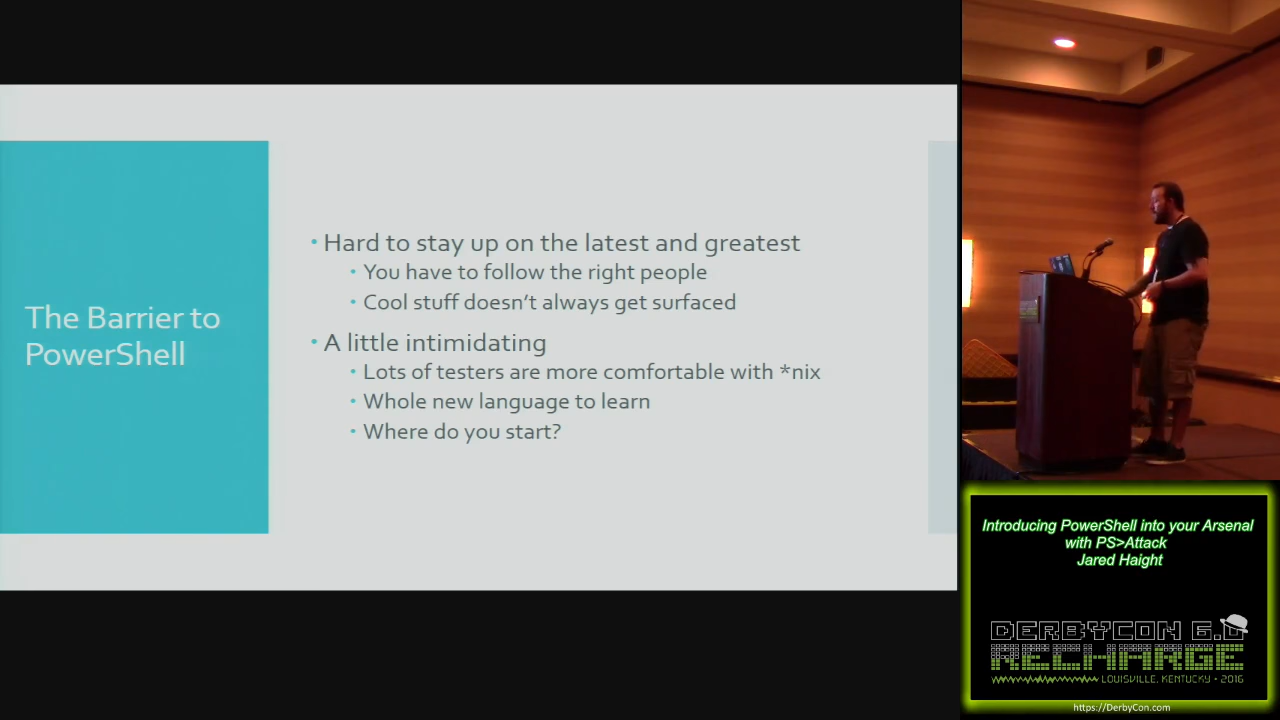 The Barrier to
PowerShell
• Hard to stay up on the latest and greatest
• You have to follow the right people
• Cool stuff doesn't always get surfaced
• A little intimidating
• Lots of testers are more comfortable with *nix
• Whole new language to learn
• Where do you start?
Introducing PowerShell into your Arsenal
with PS>Attack
Jared Haight
DERBYCON 6.0
RECHARGE
LOUISVILLE, KENTUCKY • 2016
https://DerbyCon.com